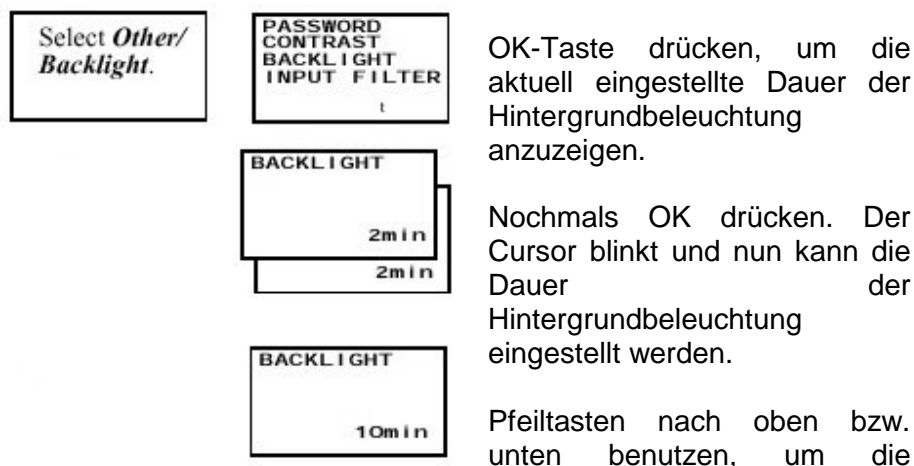 Select Other/
Backlight.
PASSWORD
CONTRAST
BACKLIGHT
INPUT FILTER
t
BACKLIGHT
2min
2min
BACKLIGHT
10min
OK-Taste drücken, um die
aktuell eingestellte Dauer der
Hintergrundbeleuchtung
anzuzeigen.
Nochmals OK drücken. Der
Cursor blinkt und nun kann die
Dauer der
Hintergrundbeleuchtung
eingestellt werden.
Pfeiltasten nach oben bzw.
unten benutzen, um die